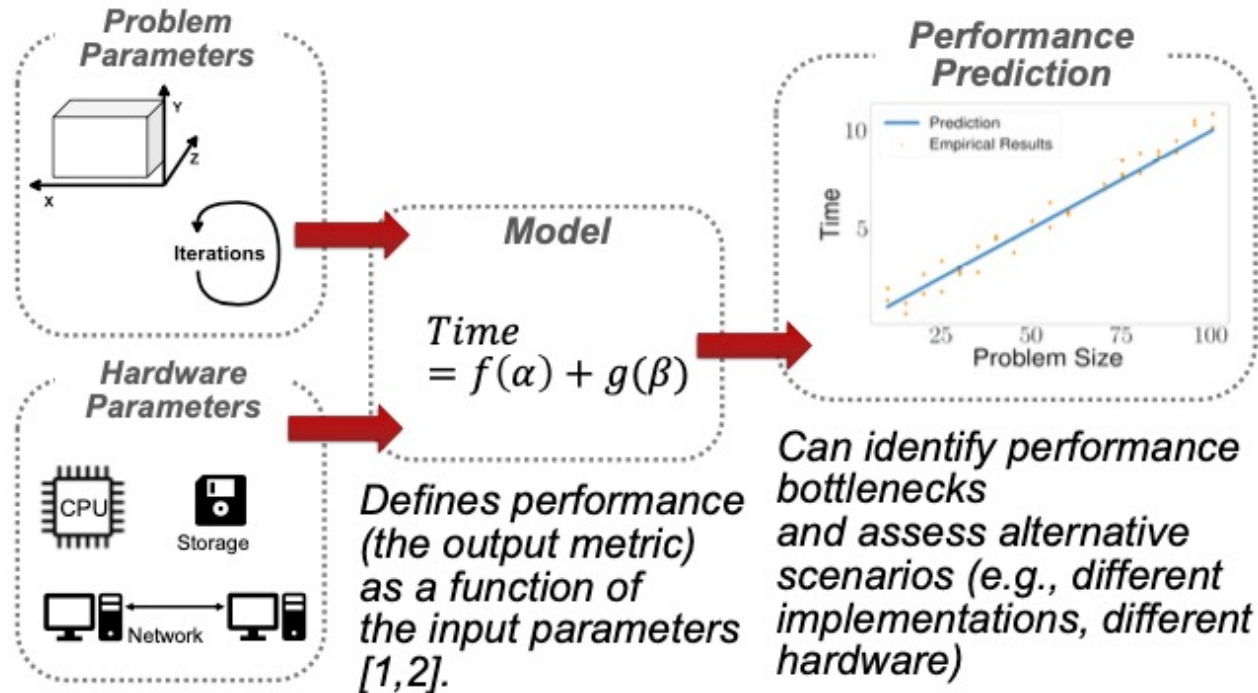 Problem
Parameters
Y
Z
X
Iterations
Hardware
Parameters
CPU
Storage
Network
Model
Time
= f(α) + g(β)
Defines performance
(the output metric)
as a function of
the input parameters
[1,2].
Performance
Prediction
Prediction
Empirical Results
10
5
Time
25 50 75 100
Problem Size
Can identify performance
bottlenecks
and assess alternative
scenarios (e.g., different
implementations, different
hardware)